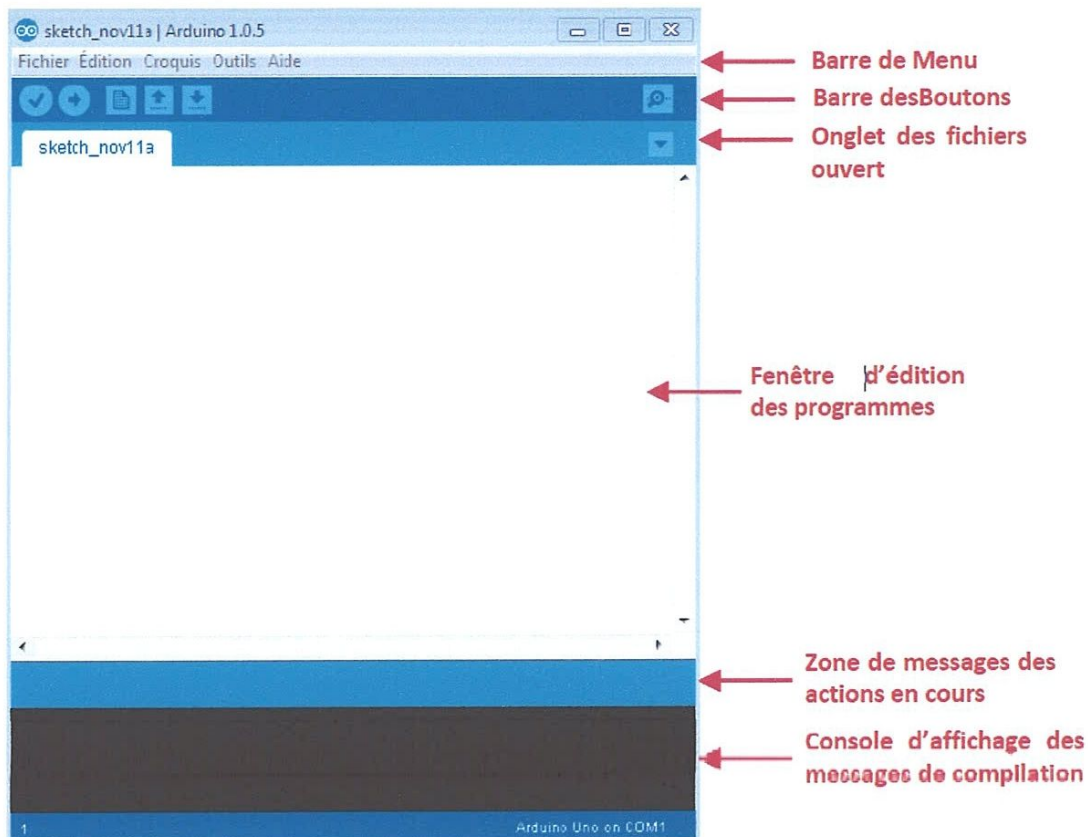 sketch_nov11a | Arduino 1.0.5
Fichier Édition Croquis Outils Aide
Barre de Menu
Barre desBoutons
sketch_nov11a
Onglet des fichiers
ouvert
Fenêtre d'édition
des programmes
Zone de messages des
actions en cours
Console d'affichage des
messages de compilation
1
Arduino Uno on COM1